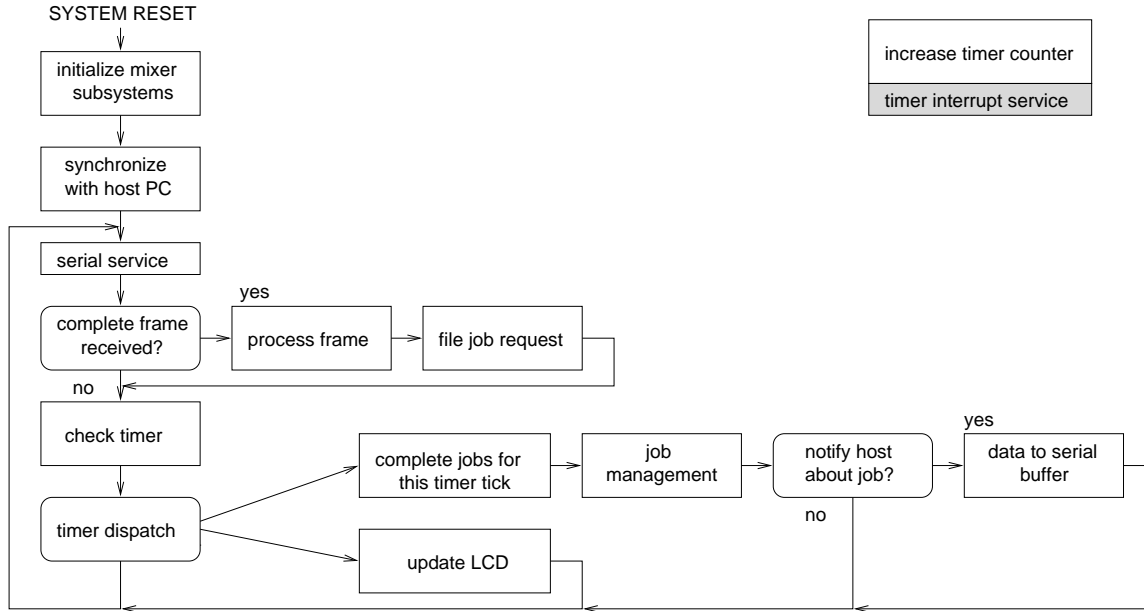 SYSTEM RESET
initialize mixer
subsystems
increase timer counter
timer interrupt service
synchronize
with host PC
serial service
yes
complete frame
received?
process frame
file job request
no
check timer
yes
complete jobs for
this timer tick
job
management
notify host
about job?
data to serial
buffer
no
timer dispatch
update LCD